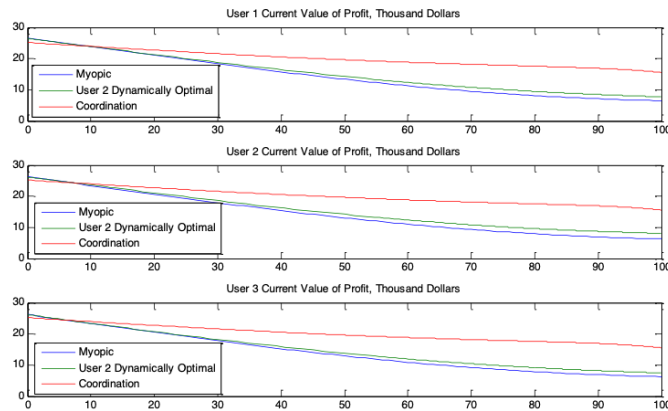 User 1 Current Value of Profit, Thousand Dollars
30
20
10
0
Myopic
User 2 Dynamically Optimal
Coordination
0 10 20 30 40 50 60 70 80 90 100
User 2 Current Value of Profit, Thousand Dollars
30
20
10
0
Myopic
User 2 Dynamically Optimal
Coordination
0 10 20 30 40 50 60 70 80 90 100
User 3 Current Value of Profit, Thousand Dollars
30
20
10
0
Myopic
User 2 Dynamically Optimal
Coordination
0 10 20 30 40 50 60 70 80 90 100